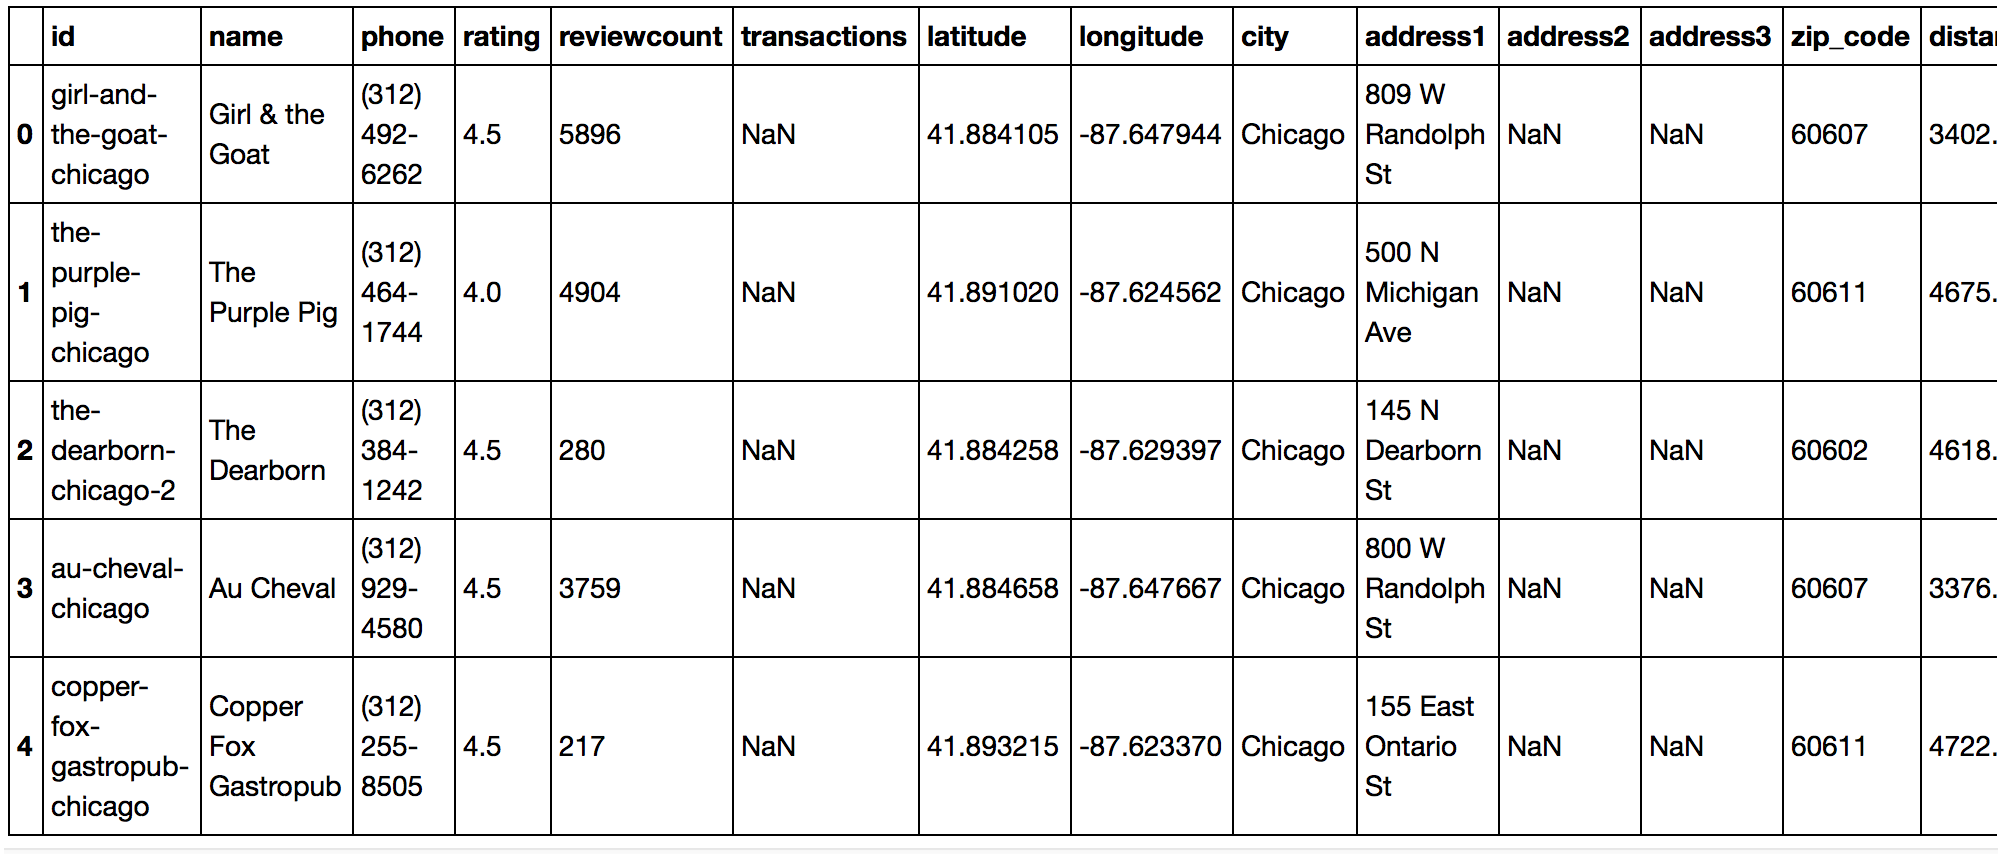 id name phone rating reviewcount transactions latitude longitude city address1 address2 address3 zip_code distar
girl-and-
the-goat-
chicago
Girl & the
Goat
(312)
492-
6262
0 4.5 5896 NaN 41.884105 -87.647944 Chicago
809 W
Randolph
St
NaN NaN 60607 3402.
the-
purple-
pig-
chicago
The
Purple Pig
(312)
464-
1744
1 4.0 4904 NaN 41.891020 -87.624562 Chicago
500 N
Michigan
Ave
NaN NaN 60611 4675.
the-
dearborn-
chicago-2
The
Dearborn
(312)
384-
1242
2 4.5 280 NaN 41.884258 -87.629397 Chicago
145 N
Dearborn
St
NaN NaN 60602 4618.
au-cheval-
chicago
Au Cheval
(312)
929-
4580
3 4.5 3759 NaN 41.884658 -87.647667 Chicago
800 W
Randolph
St
NaN NaN 60607 3376.
copper-
fox-
gastropub-
chicago
Copper
Fox
Gastropub
(312)
255-
8505
4 4.5 217 NaN 41.893215 -87.623370 Chicago
155 East
Ontario
St
NaN NaN 60611 4722.